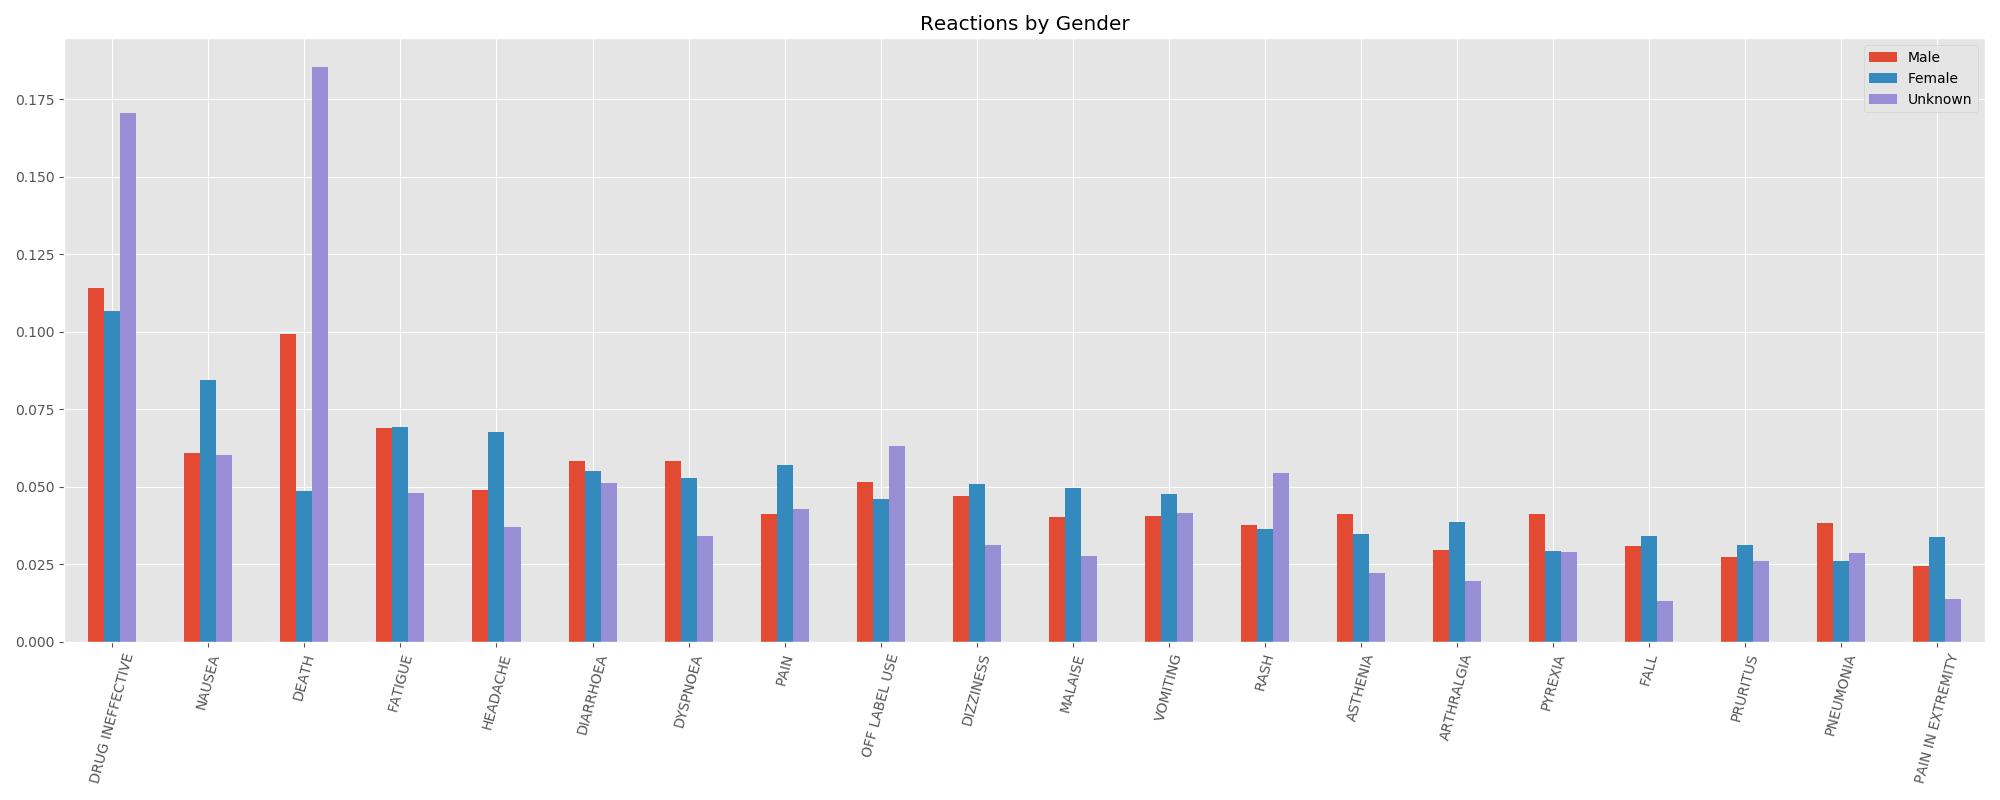 Reactions by Gender
Male
Female
Unknown
0.175
0.150
0.125
0.100
0.075
0.050
0.025
0.000
DRUG INEFFECTIVE
NAUSEA
DEATH
FATIGUE
HEADACHE
DIARRHOEA
DYSPNOEA
PAIN
OFF LABEL USE
DIZZINESS
MALAISE
VOMITING
RASH
ASTHENIA
ARTHRALGIA
PYREXIA
FALL
PRURITUS
PNEUMONIA
PAIN IN EXTREMITY